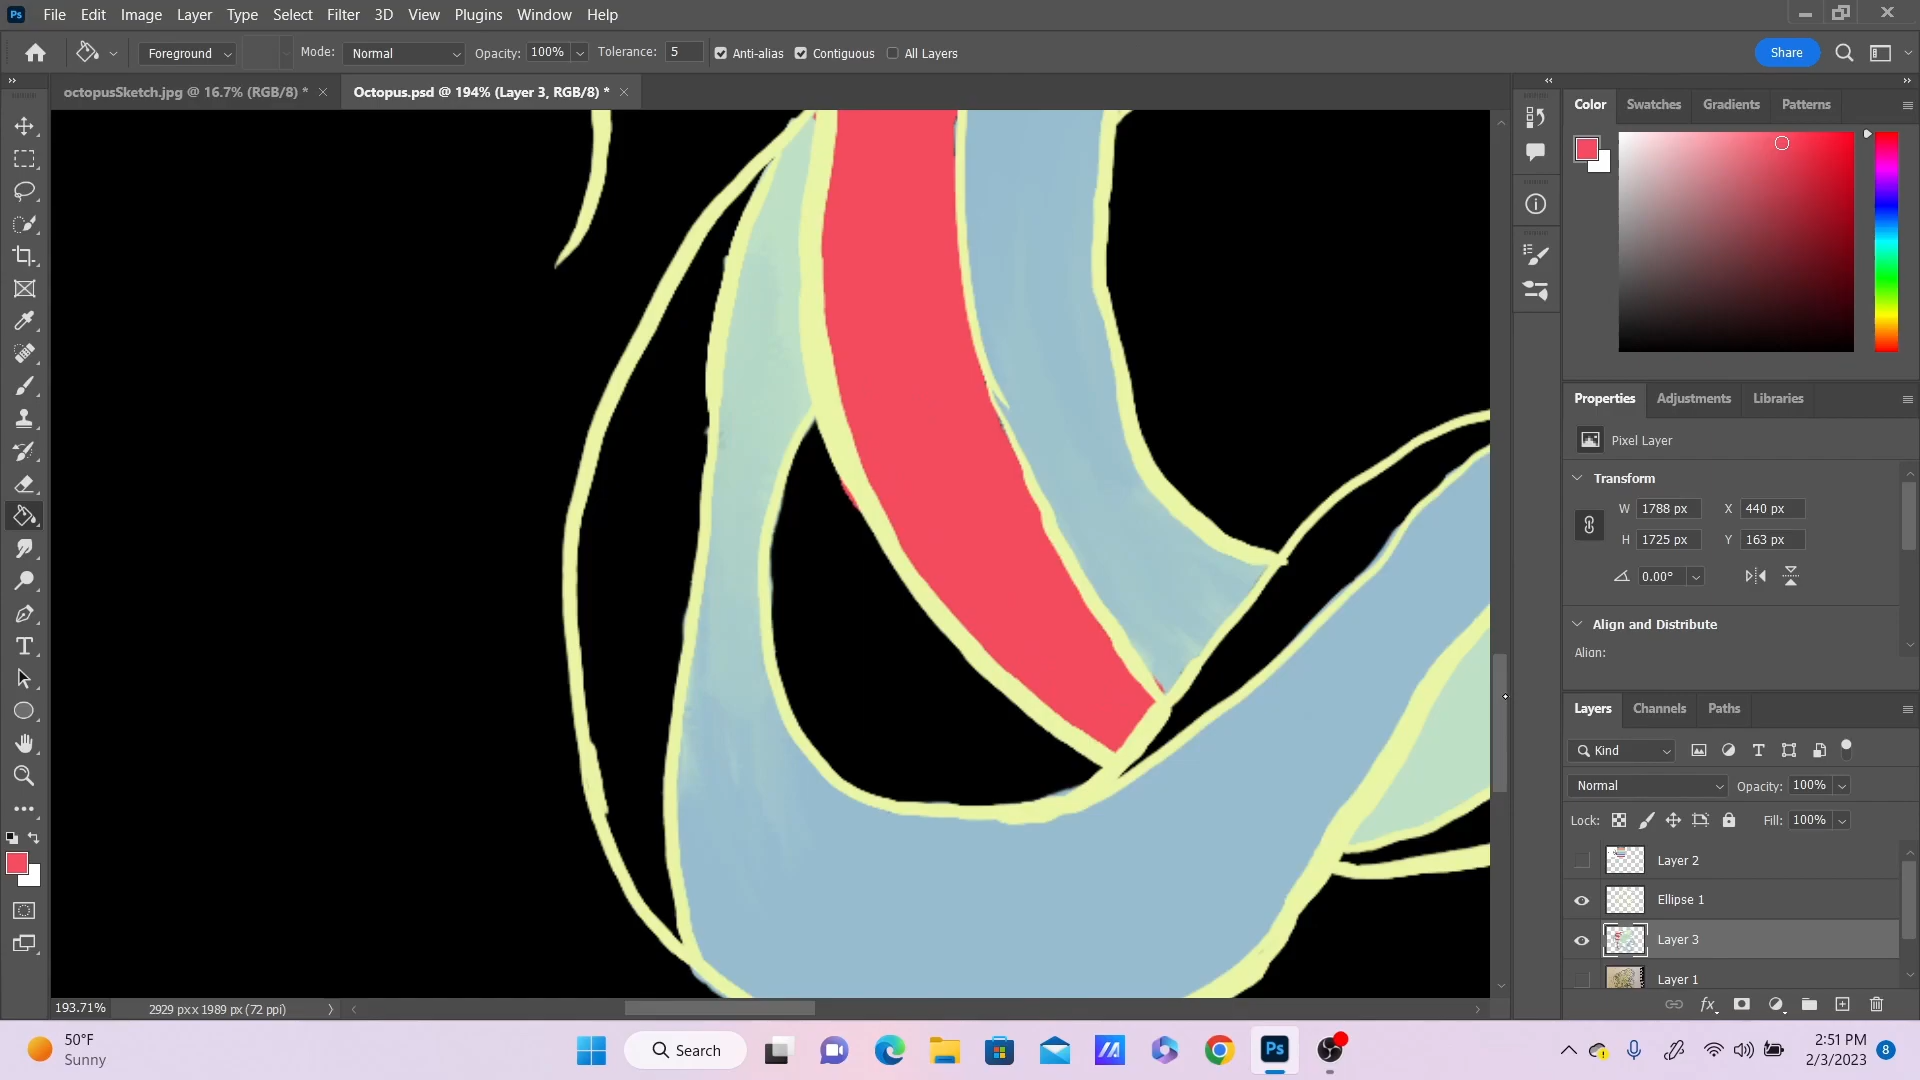 Ps File Edit Image Layer Type Select Filter 3D View Plugins Window Help
Foreground Mode: Normal Opacity: 100% Tolerance: 5 Anti-alias Contiguous All Layers Share
octopusSketch.jpg @ 16.7% (RGB/8) * Octopus.psd @ 194% (Layer 3, RGB/8) *
Color Swatches Gradients Patterns
Properties Adjustments Libraries
Pixel Layer
Transform
W 1788 px X 440 px
H 1725 px Y 163 px
0.00°
Align and Distribute
Align:
Layers Channels Paths
Kind
Normal Opacity: 100%
Lock: Fill: 100%
Layer 2
Ellipse 1
Layer 3
Layer 1
193.71% 2929 px x 1989 px (72 ppi)
50°F
Sunny
Search
Ps
2:51 PM
2/3/2023
8